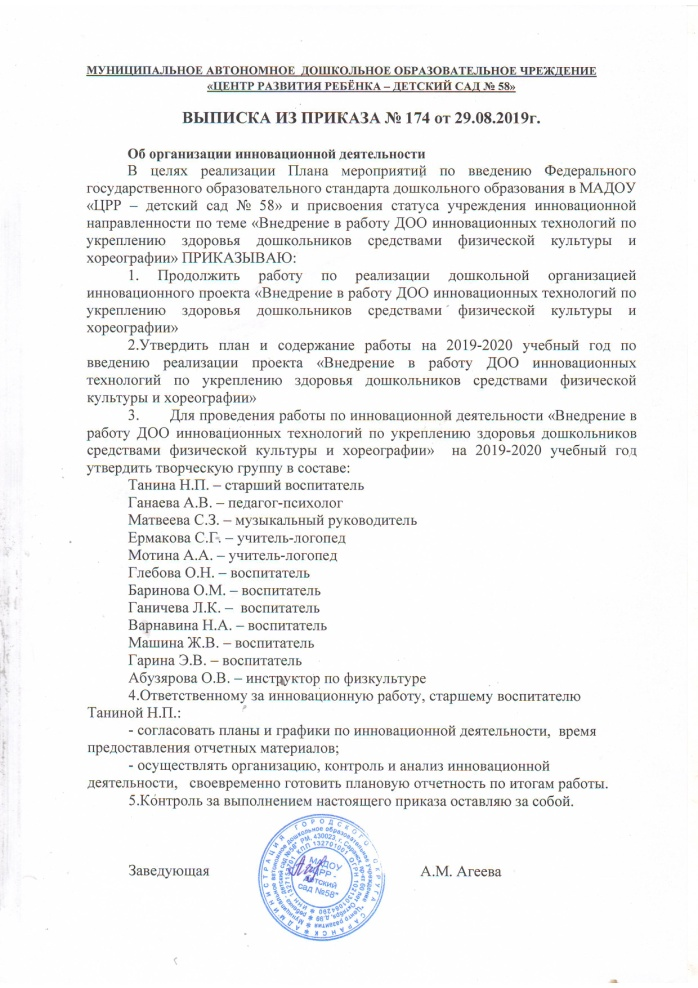 МУНИЦИПАЛЬНОЕ АВТОНОМНОЕ ДОШКОЛЬНОЕ ОБРАЗОВАТЕЛЬНОЕ ЧРЕЖДЕНИЕ
«ЦЕНТР РАЗВИТИЯ РЕБЁНКА – ДЕТСКИЙ САД № 58»
ВЫПИСКА ИЗ ПРИКАЗА № 174 от 29.08.2019г.
Об организации инновационной деятельности
В целях реализации Плана мероприятий по введению Федерального
государственного образовательного стандарта дошкольного образования в МАДОУ
«ЦРР – детский сад № 58» и присвоения статуса учреждения инновационной
направленности по теме «Внедрение в работу ДОО инновационных технологий по
укреплению здоровья дошкольников средствами физической культуры и
хореографии» ПРИКАЗЫВАЮ:
1. Продолжить работу по реализации дошкольной организацией
инновационного проекта «Внедрение в работу ДОО инновационных технологий по
укреплению здоровья дошкольников средствами физической культуры и
хореографии»
2.Утвердить план и содержание работы на 2019-2020 учебный год по
введению реализации проекта «Внедрение в работу ДОО инновационных
технологий по укреплению здоровья дошкольников средствами физической
культуры и хореографии»
3. Для проведения работы по инновационной деятельности «Внедрение в
работу ДОО инновационных технологий по укреплению здоровья дошкольников
средствами физической культуры и хореографии» на 2019-2020 учебный год
утвердить творческую группу в составе:
Танина Н.П. – старший воспитатель
Ганаева А.В. – педагог-психолог
Матвеева С.З. – музыкальный руководитель
Ермакова С.Г. – учитель-логопед
Мотина А.А. – учитель-логопед
Глебова О.Н. – воспитатель
Баринова О.М. – воспитатель
Ганичева Л.К. – воспитатель
Варнавина Н.А. – воспитатель
Машина Ж.В. – воспитатель
Гарина Э.В. – воспитатель
Абузярова О.В. – инструктор по физкультуре
4.Ответственному за инновационную работу, старшему воспитателю
Таниной Н.П.:
- согласовать планы и графики по инновационной деятельности, время
предоставления отчетных материалов;
- осуществлять организацию, контроль и анализ инновационной
деятельности, своевременно готовить плановую отчетность по итогам работы.
5.Контроль за выполнением настоящего приказа оставляю за собой.
Заведующая А.М. Агеева
МАДОУ
"ЦРР -
детский
сад №58"